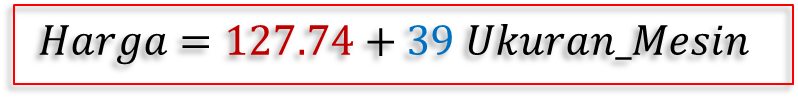 Harga = 127.74 + 39 Ukuran_Mesin